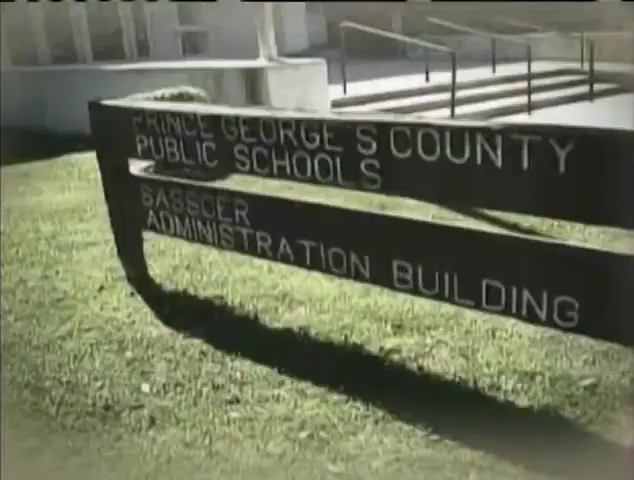 PRINCE GEORGE'S COUNTY
PUBLIC SCHOOLS
SASSCER
ADMINISTRATION BUILDING